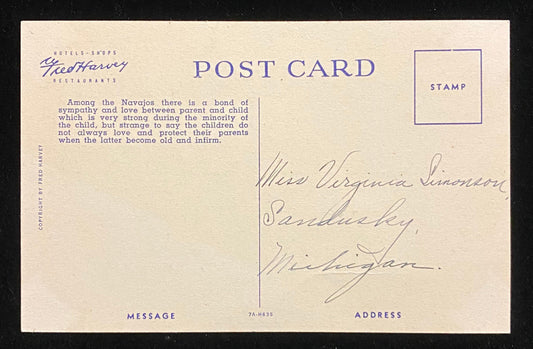 HOTELS-SHOPS
Fred Harvey
RESTAURANTS
POST CARD
STAMP
Among the Navajos there is a bond of
sympathy and love between parent and child
which is very strong during the minority of
the child, but strange to say the children do
not always love and protect their parents
when the latter become old and infirm.
COPYRIGHT BY FRED HARVEY
Miss Virginia Simonson,
Sandusky,
Michigan.
MESSAGE
7A-H636
ADDRESS